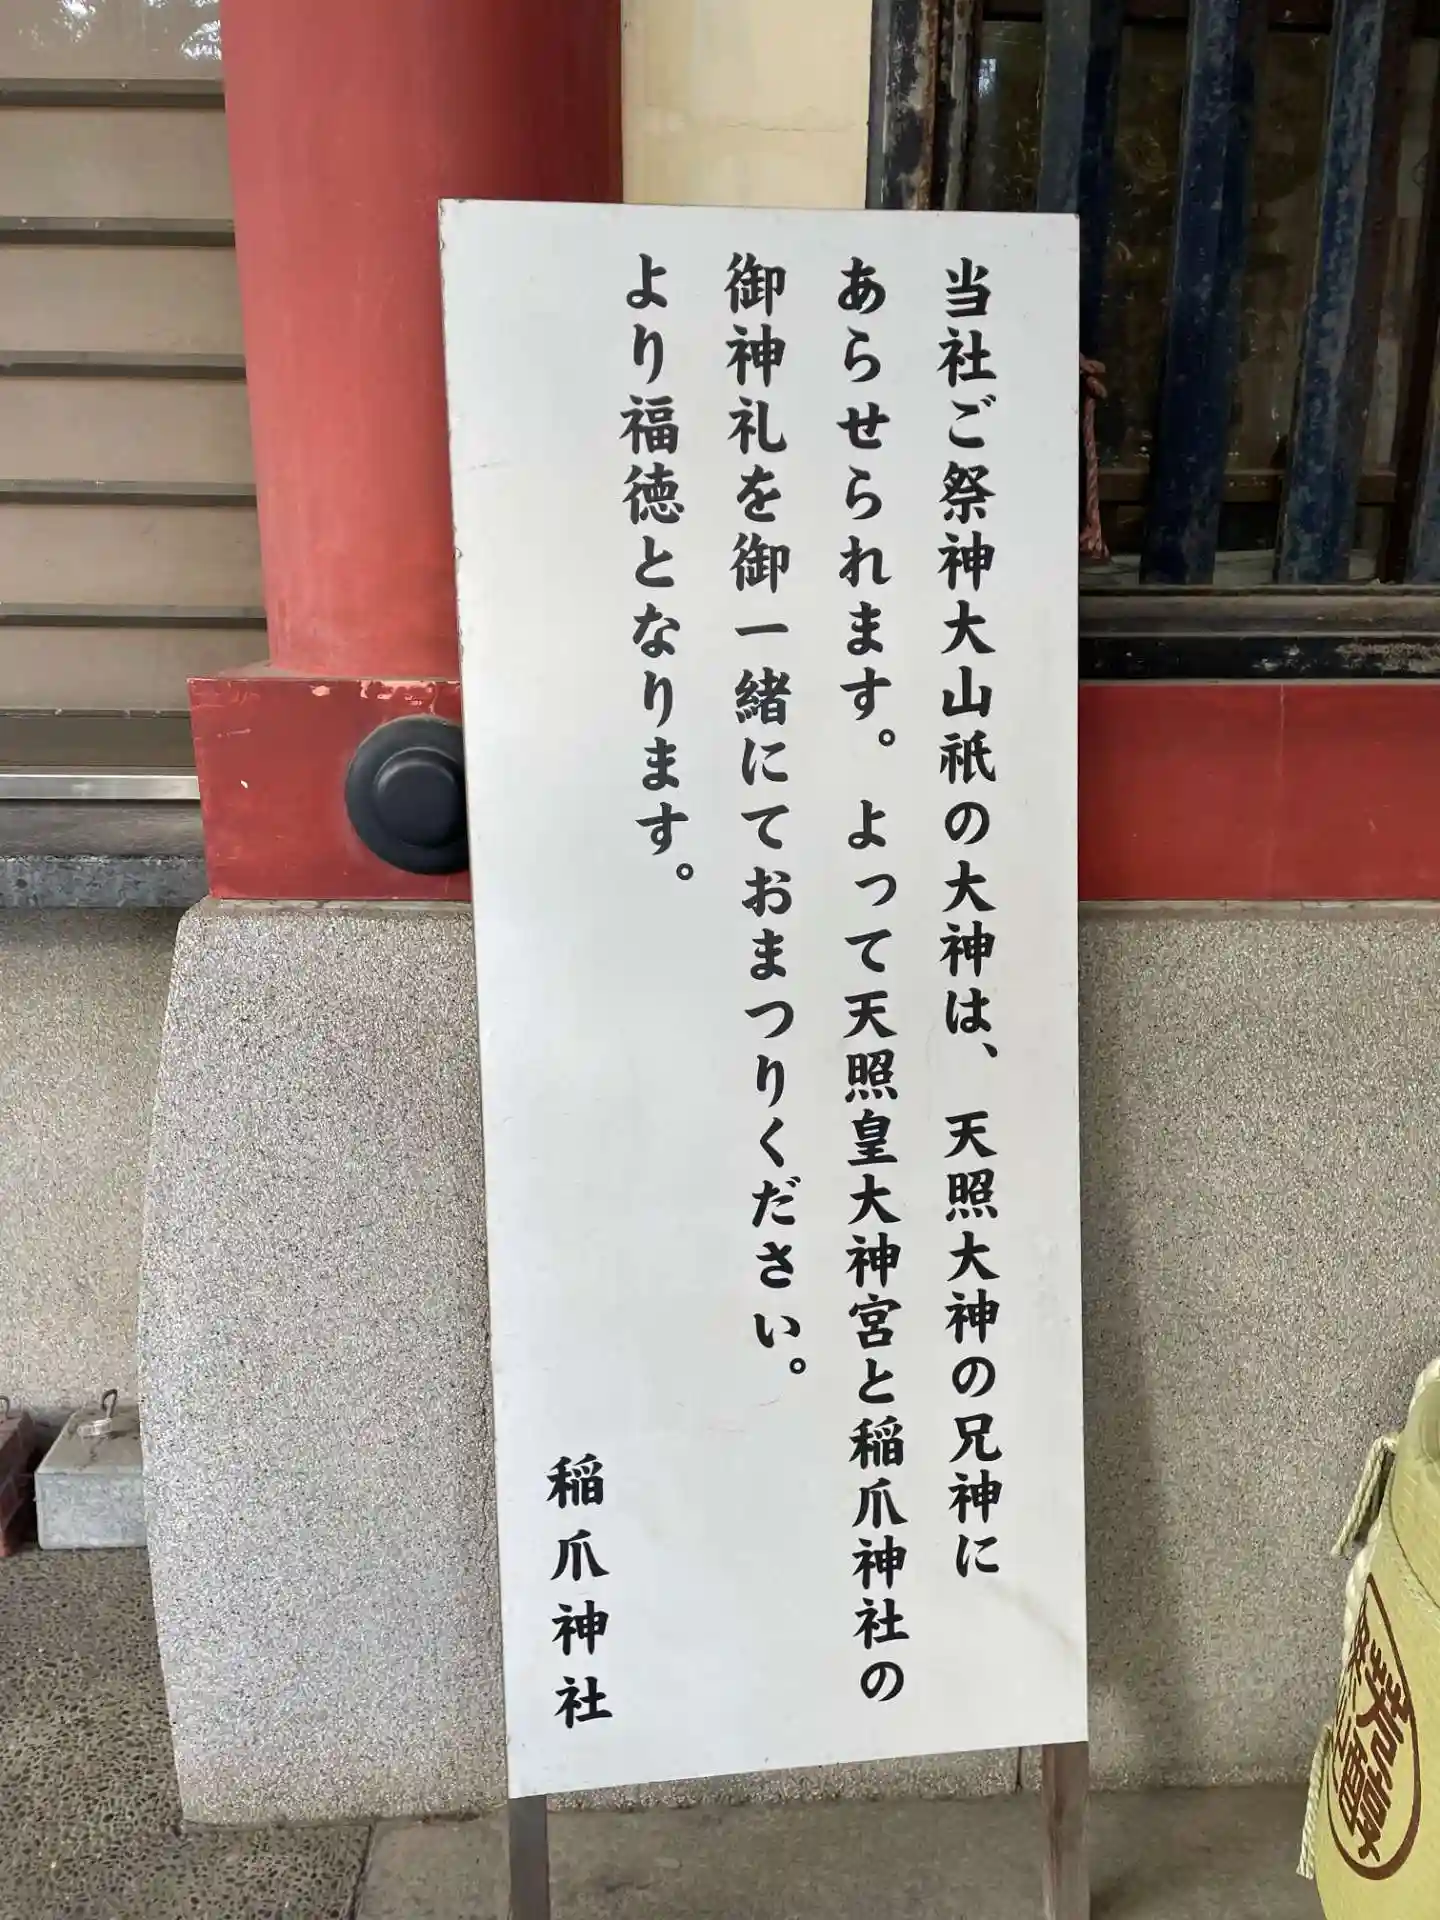 当社ご祭神大山祇の大神は、天照大神の兄神に
あらせられます。よって天照皇大神宮と稲爪神社の
御神礼を御一緒にておまつりください。
より福徳となります。
稲爪神社